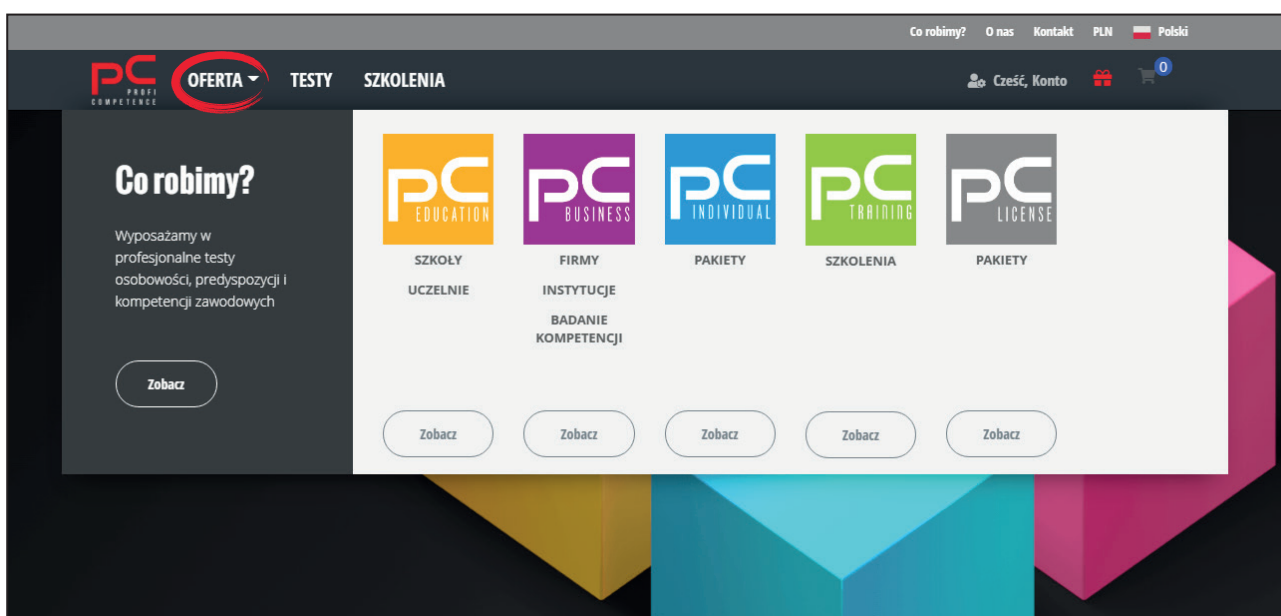 Co robimy? O nas Kontakt PLN Polski
PC
PROFI
COMPETENCE
OFERTA TESTY SZKOLENIA
Cześć, Konto 0
Co robimy?
Wyposażamy w
profesjonalne testy
osobowości, predyspozycji i
kompetencji zawodowych
Zobacz
PC
EDUCATION
SZKOŁY
UCZELNIE
Zobacz
PC
BUSINESS
FIRMY
INSTYTUCJE
BADANIE
KOMPETENCJI
Zobacz
PC
INDIVIDUAL
PAKIETY
Zobacz
PC
TRAINING
SZKOLENIA
Zobacz
PC
LICENSE
PAKIETY
Zobacz